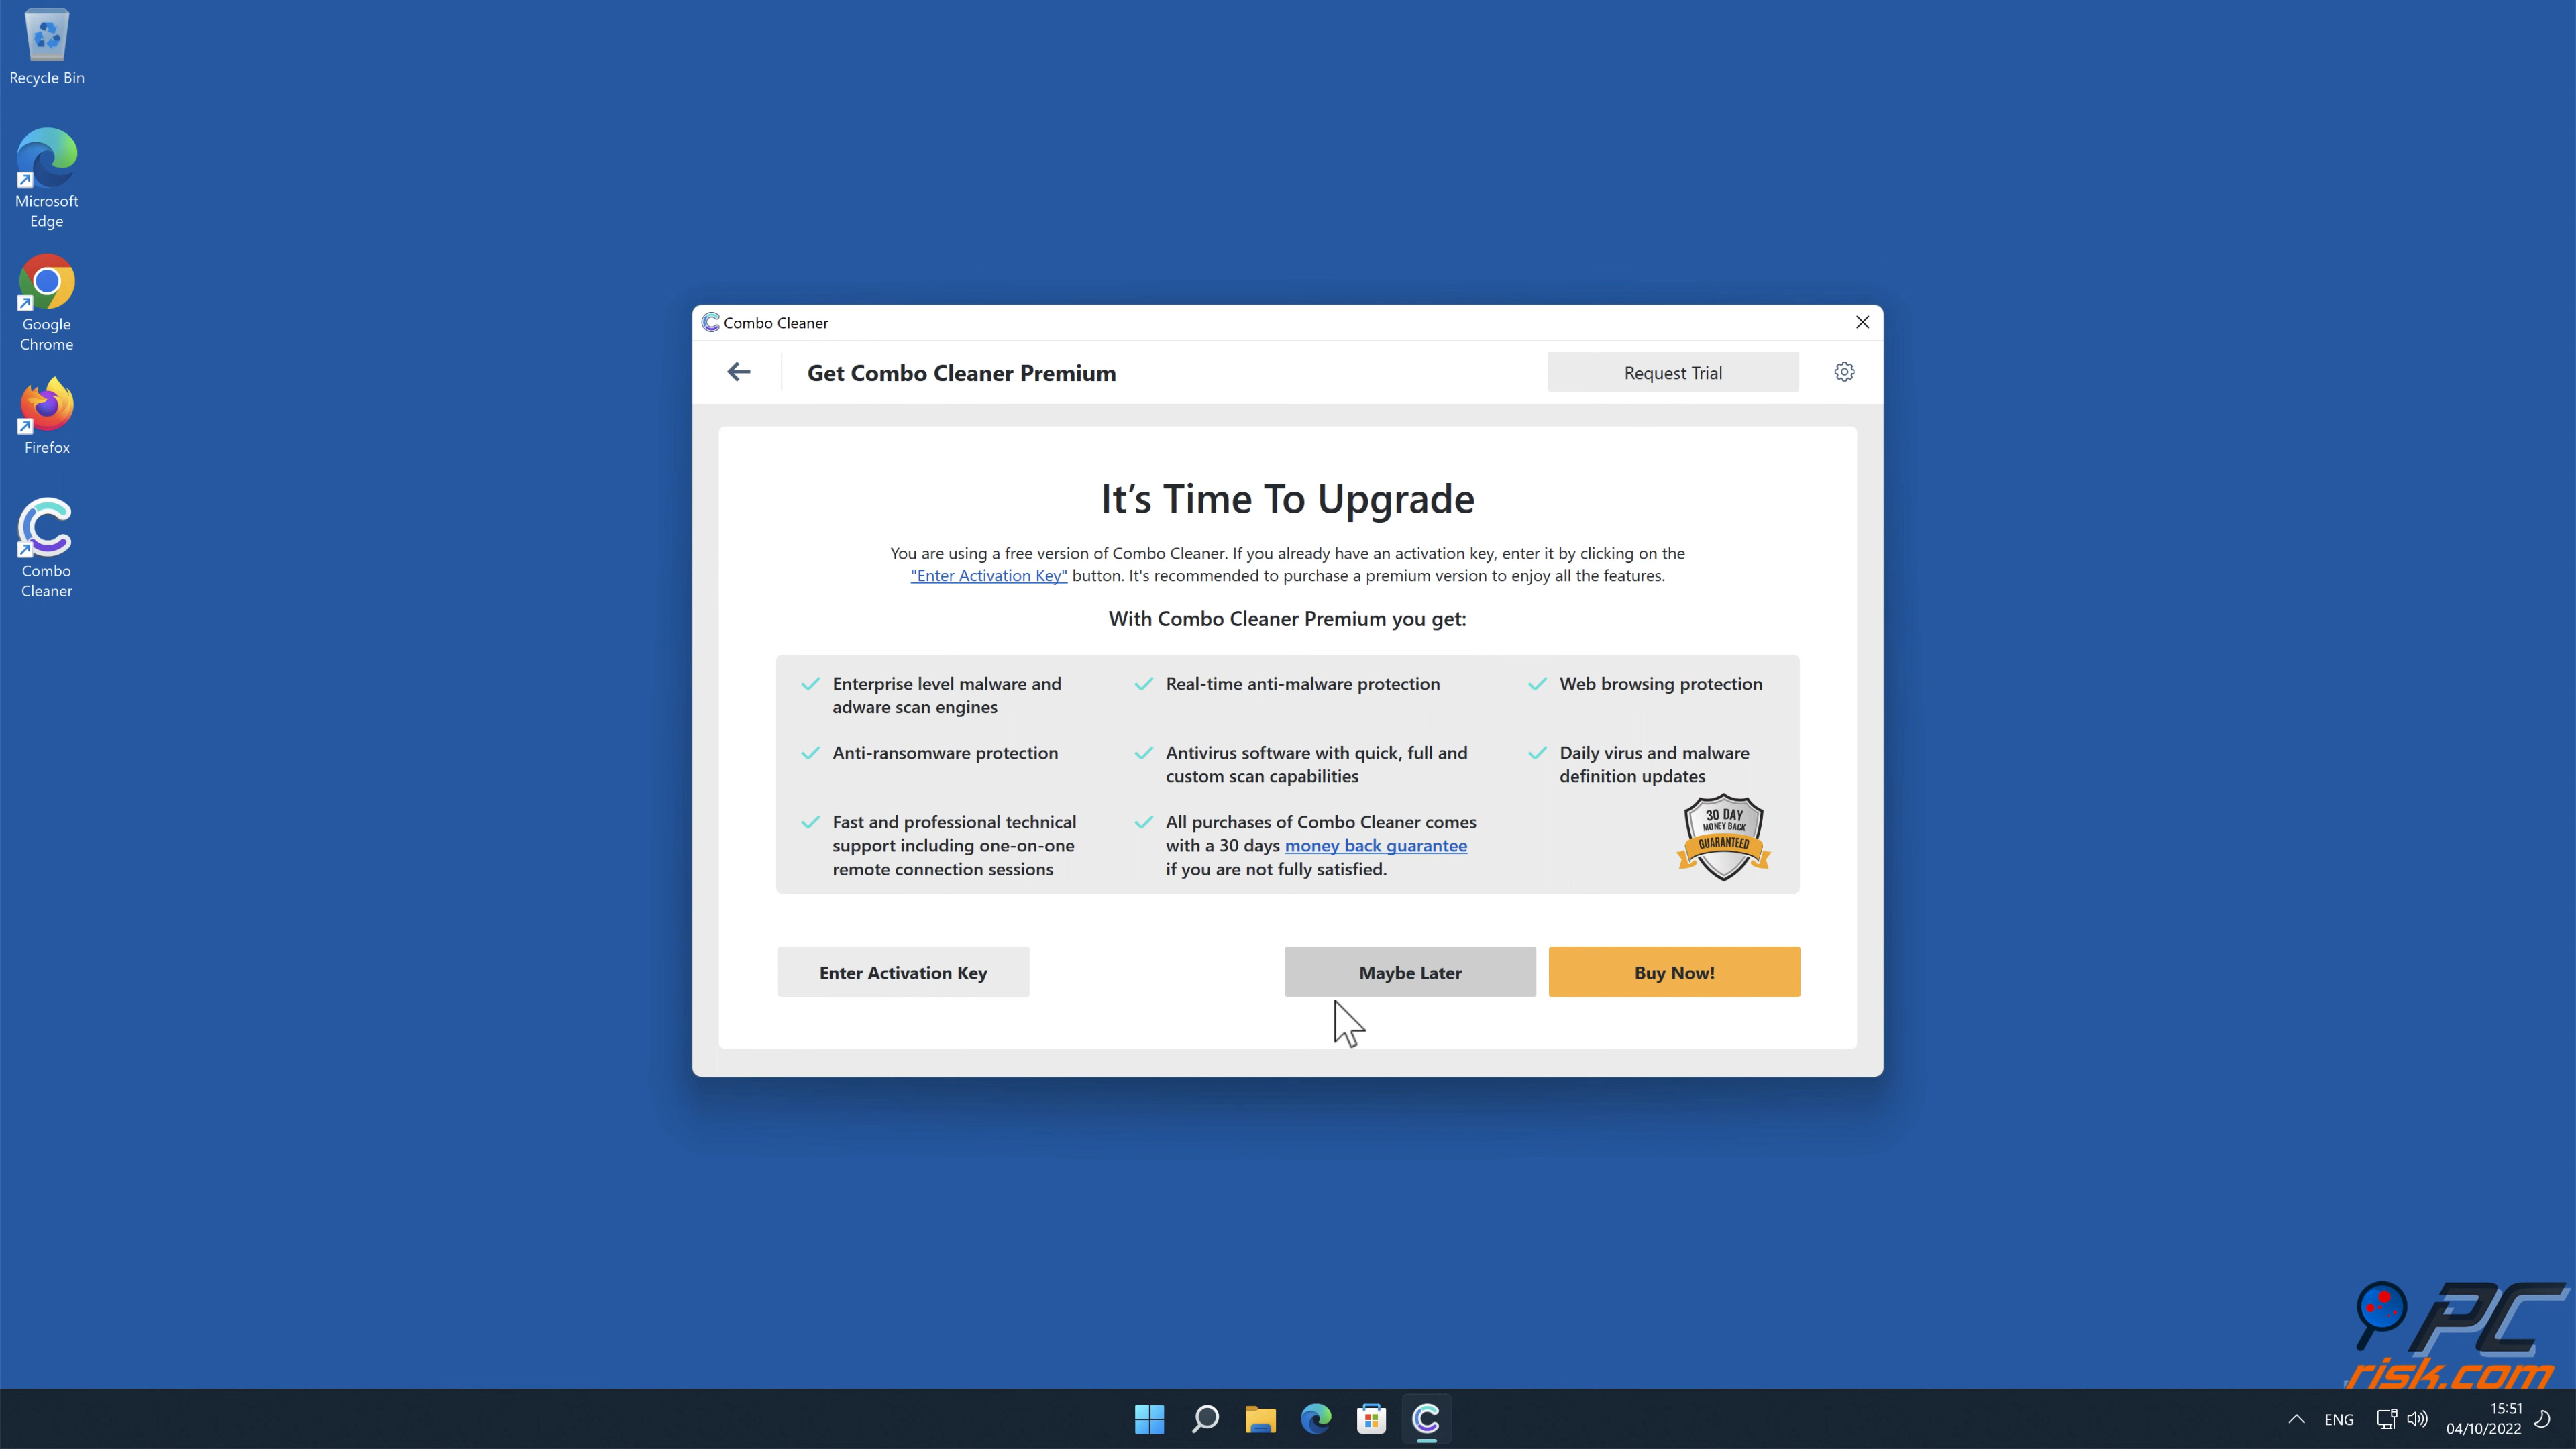 Recycle Bin
Microsoft
Edge
Google
Chrome
Firefox
Combo
Cleaner
Combo Cleaner
Get Combo Cleaner Premium
Request Trial
It's Time To Upgrade
You are using a free version of Combo Cleaner. If you already have an activation key, enter it by clicking on the
"Enter Activation Key" button. It's recommended to purchase a premium version to enjoy all the features.
With Combo Cleaner Premium you get:
Enterprise level malware and
adware scan engines
Real-time anti-malware protection
Web browsing protection
Anti-ransomware protection
Antivirus software with quick, full and
custom scan capabilities
Daily virus and malware
definition updates
Fast and professional technical
support including one-on-one
remote connection sessions
All purchases of Combo Cleaner comes
with a 30 days money back guarantee
if you are not fully satisfied.
30 DAY
MONEY BACK
GUARANTEED
Enter Activation Key
Maybe Later
Buy Now!
PC
risk.com
ENG
15:51
04/10/2022